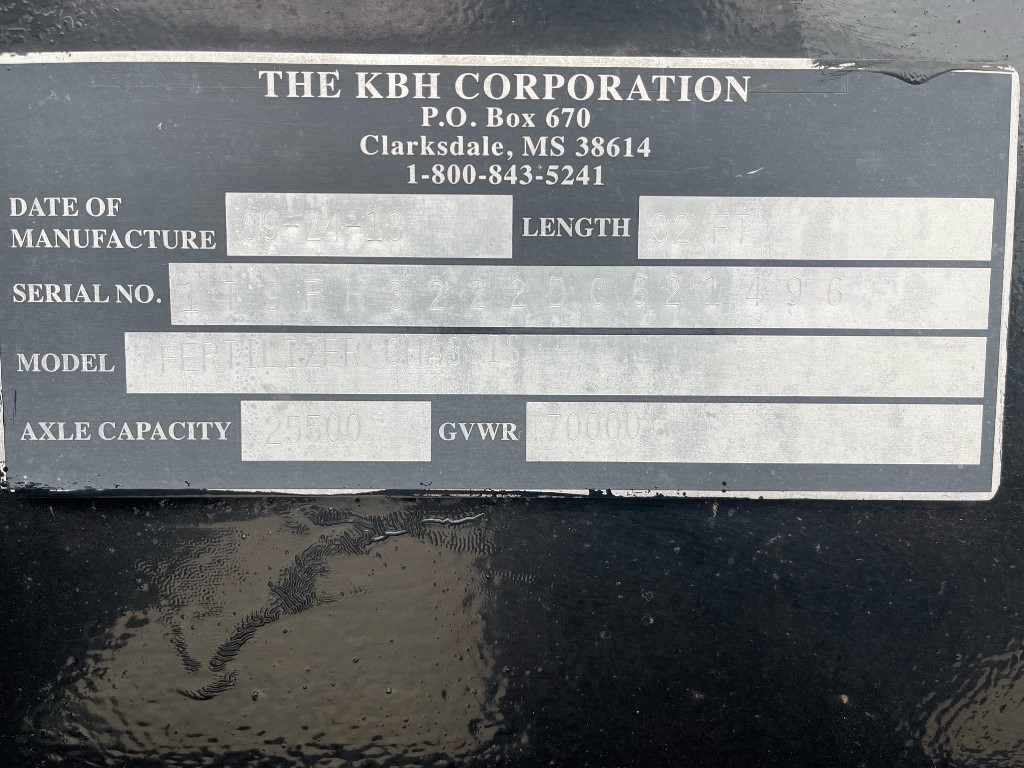 THE KBH CORPORATION
P.O. Box 670
Clarksdale, MS 38614
1-800-843-5241
DATE OF MANUFACTURE 09-24-13 LENGTH 32 FT
SERIAL NO.
MODEL FERTILIZER CHASSIS
AXLE CAPACITY 25500 GVWR 70000